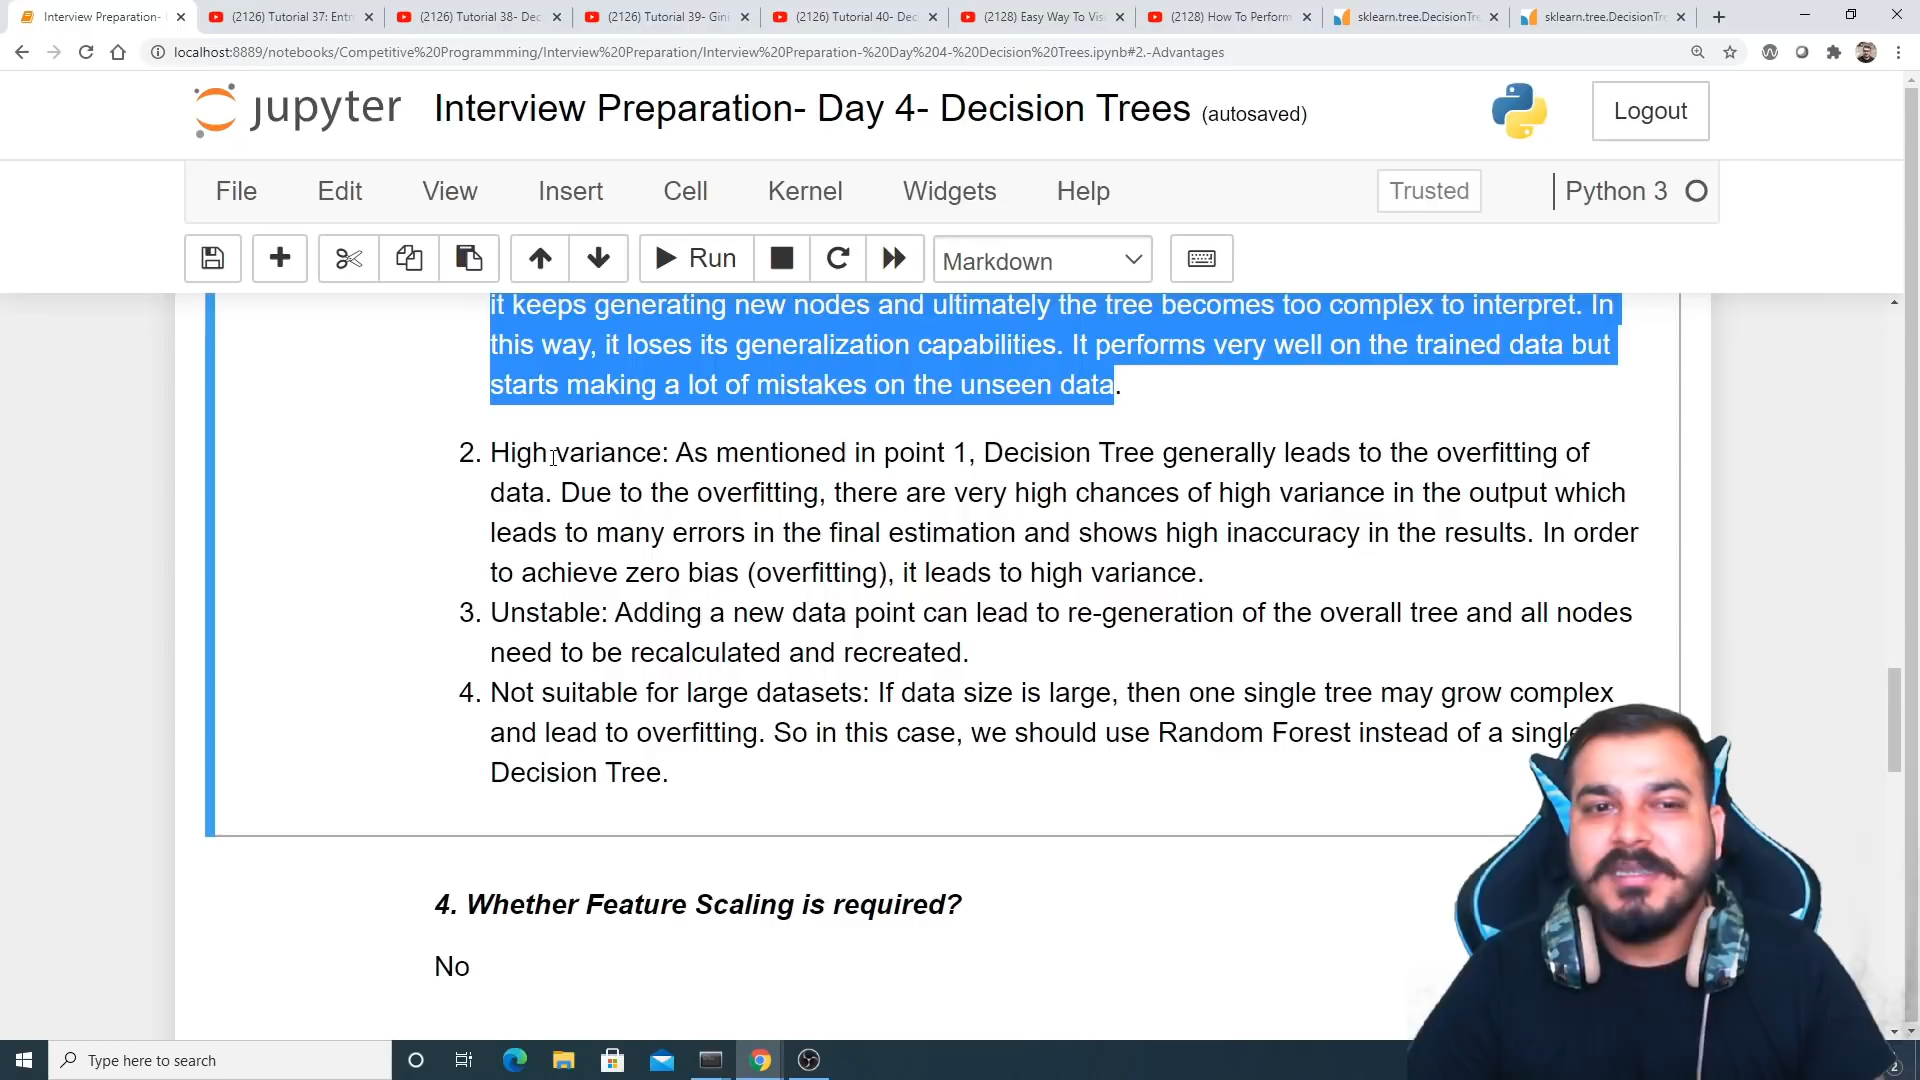 Interview Preparation-
(2126) Tutorial 37: Entr
(2126) Tutorial 38- Dec
(2126) Tutorial 39- Gini
(2126) Tutorial 40- Dec
(2128) Easy Way To Vis
(2128) How To Perform
sklearn.tree.DecisionTre
sklearn.tree.DecisionTre
localhost:8889/notebooks/Competitive%20Programmming/Interview%20Preparation/Interview%20Preparation-%20Day%204-%20Decision%20Trees.ipynb#2.-Advantages
jupyter Interview Preparation- Day 4- Decision Trees (autosaved)
Logout
File Edit View Insert Cell Kernel Widgets Help
Trusted
Python 3
Run
Markdown
it keeps generating new nodes and ultimately the tree becomes too complex to interpret. In
this way, it loses its generalization capabilities. It performs very well on the trained data but
starts making a lot of mistakes on the unseen data.
2. High variance: As mentioned in point 1, Decision Tree generally leads to the overfitting of
data. Due to the overfitting, there are very high chances of high variance in the output which
leads to many errors in the final estimation and shows high inaccuracy in the results. In order
to achieve zero bias (overfitting), it leads to high variance.
3. Unstable: Adding a new data point can lead to re-generation of the overall tree and all nodes
need to be recalculated and recreated.
4. Not suitable for large datasets: If data size is large, then one single tree may grow complex
and lead to overfitting. So in this case, we should use Random Forest instead of a single
Decision Tree.
4. Whether Feature Scaling is required?
No
Type here to search
2